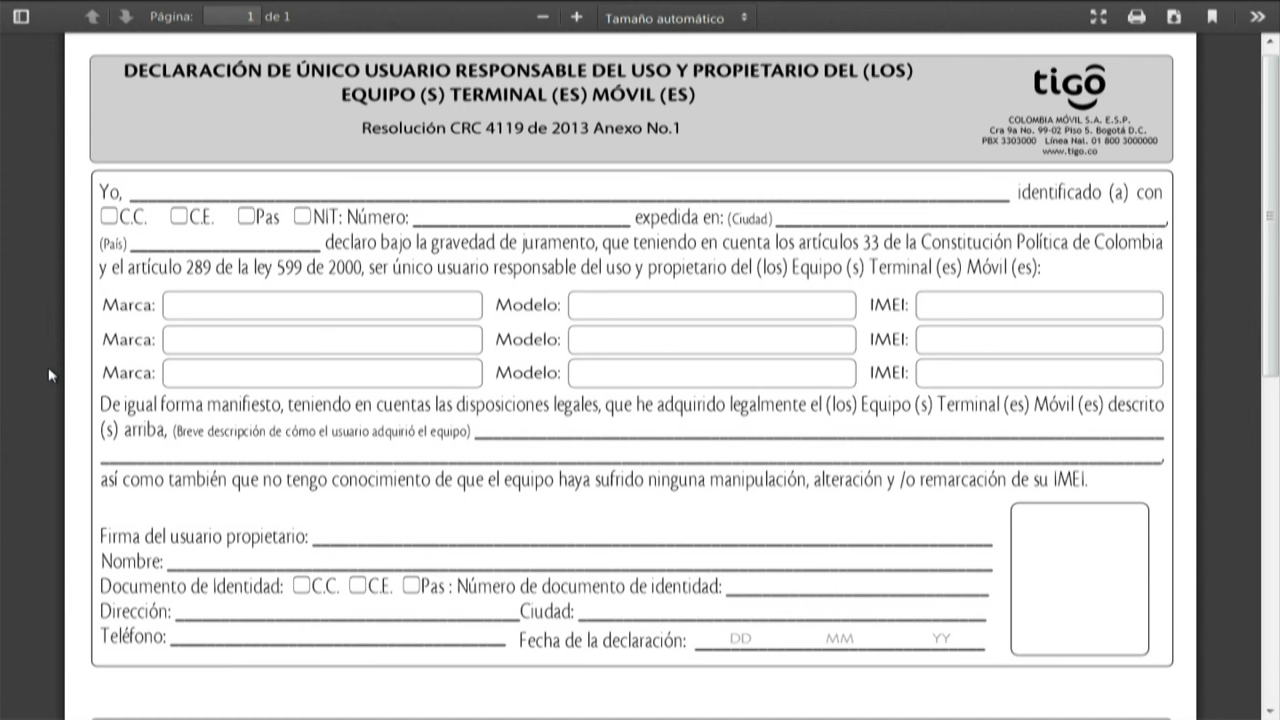 Página: 1 de 1
Tamaño automático
DECLARACIÓN DE ÚNICO USUARIO RESPONSABLE DEL USO Y PROPIETARIO DEL (LOS)
EQUIPO (S) TERMINAL (ES) MÓVIL (ES)
Resolución CRC 4119 de 2013 Anexo No.1
tigo
COLOMBIA MÓVIL S.A. E.S.P.
Cra 9a No. 99-02 Piso 5. Bogotá D.C.
PBX 3303000 Línea Nal. 01 800 3000000
www.tigo.co
Yo, identificado (a) con
C.C. C.E. Pas NIT: Número: expedida en: (Ciudad) ,
(País) declaro bajo la gravedad de juramento, que teniendo en cuenta los artículos 33 de la Constitución Política de Colombia
y el artículo 289 de la ley 599 de 2000, ser único usuario responsable del uso y propietario del (los) Equipo (s) Terminal (es) Móvil (es):
Marca: Modelo: IMEI:
Marca: Modelo: IMEI:
Marca: Modelo: IMEI:
De igual forma manifiesto, teniendo en cuentas las disposiciones legales, que he adquirido legalmente el (los) Equipo (s) Terminal (es) Móvil (es) descrito
(s) arriba, (Breve descripción de cómo el usuario adquirió el equipo)
,
así como también que no tengo conocimiento de que el equipo haya sufrido ninguna manipulación, alteración y /o remarcación de su IMEI.
Firma del usuario propietario:
Nombre:
Documento de Identidad: C.C. C.E. Pas : Número de documento de identidad:
Dirección: Ciudad:
Teléfono: Fecha de la declaración: DD MM YY